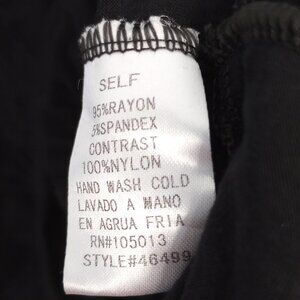 SELF
95%RAYON
5%SPANDEX
CONTRAST
100%NYLON
HAND WASH COLD
LAVADO A MANO
EN AGRUA FRIA
RN#105013
STYLE#46499